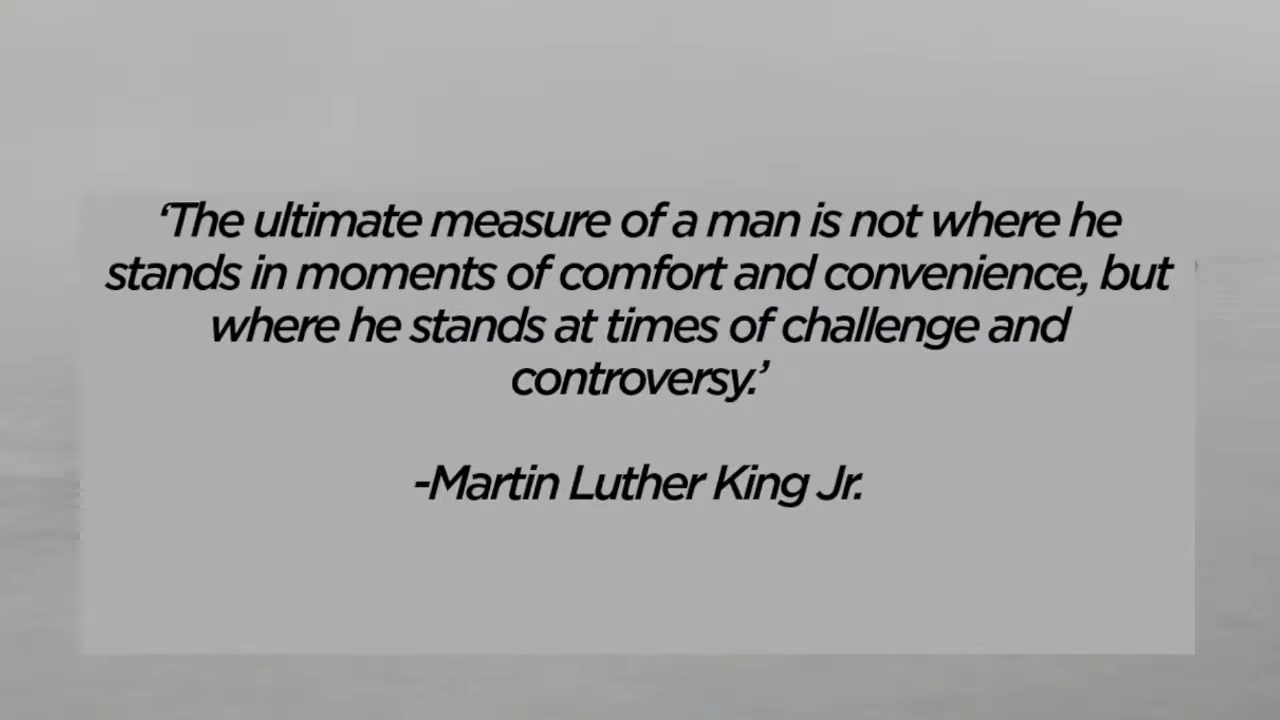 ‘The ultimate measure of a man is not where he
stands in moments of comfort and convenience, but
where he stands at times of challenge and
controversy.’
-Martin Luther King Jr.